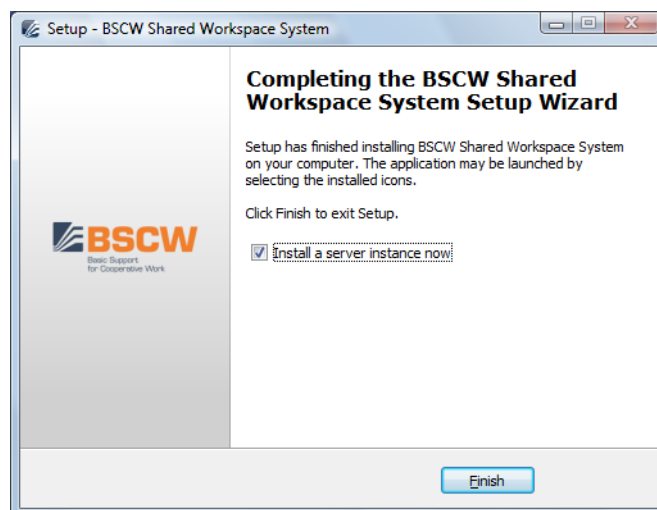 Setup - BSCW Shared Workspace System
Completing the BSCW Shared
Workspace System Setup Wizard
Setup has finished installing BSCW Shared Workspace System
on your computer. The application may be launched by
selecting the installed icons.
Click Finish to exit Setup.
BSCW
Basic Support
for Cooperative Work
Install a server instance now
Finish